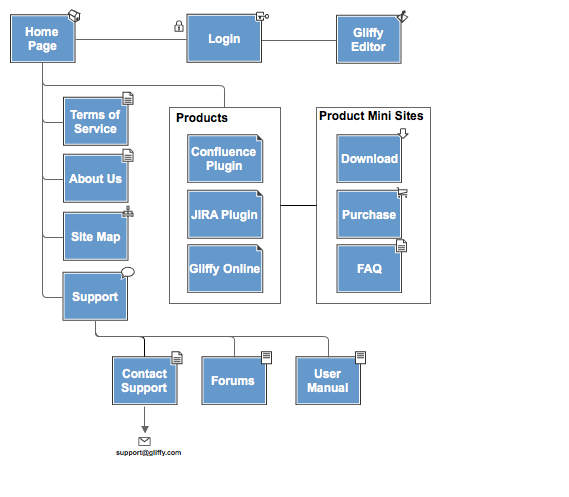 Home
Page
Login
Gliffy
Editor
Terms of
Service
About Us
Site Map
Support
Products
Confluence
Plugin
JIRA Plugin
Gliffy Online
Product Mini Sites
Download
Purchase
FAQ
Contact
Support
Forums
User
Manual
support@gliffy.com